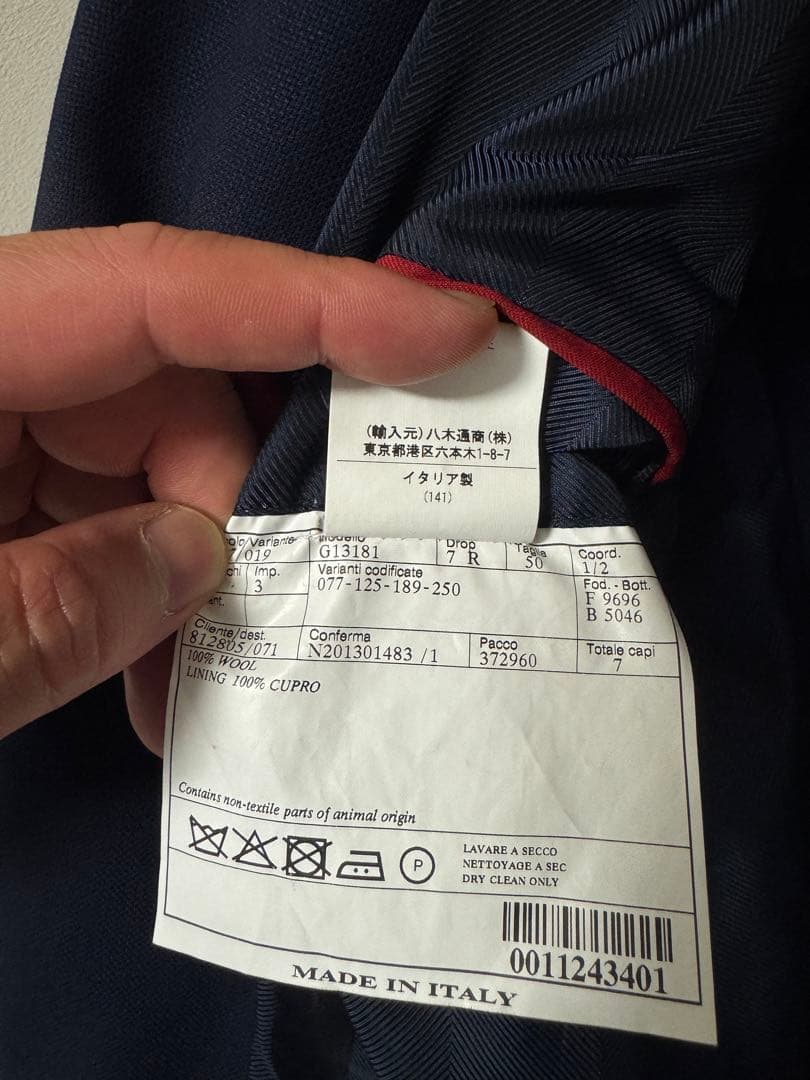 (輸入元)八木通商(株)
東京都港区六本木1-8-7
イタリア製
(141)
Variante Modello Drop Taglia Coord.
/019 G13181 7 R 50 1/2
Imp. Varianti codificate Fod. - Bott.
3 077-125-189-250 F 9696
B 5046
Cliente/dest. Conferma Pacco Totale capi
812805/071 N201301483 /1 372960 7
100% WOOL
LINING 100% CUPRO
Contains non-textile parts of animal origin
P
LAVARE A SECCO
NETTOYAGE A SEC
DRY CLEAN ONLY
0011243401
MADE IN ITALY